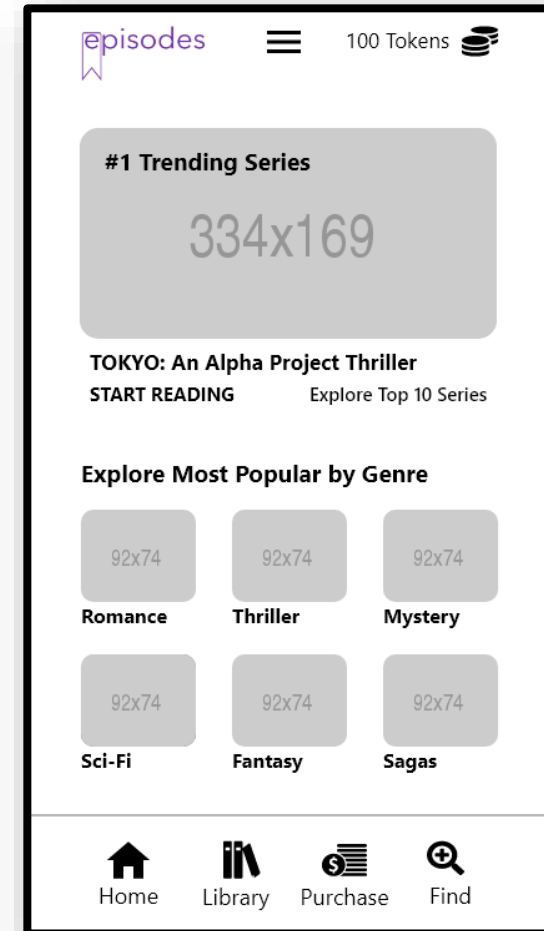 episodes 100 Tokens
#1 Trending Series
334x169
TOKYO: An Alpha Project Thriller
START READING Explore Top 10 Series
Explore Most Popular by Genre
92x74 92x74 92x74
Romance Thriller Mystery
92x74 92x74 92x74
Sci-Fi Fantasy Sagas
Home Library Purchase Find